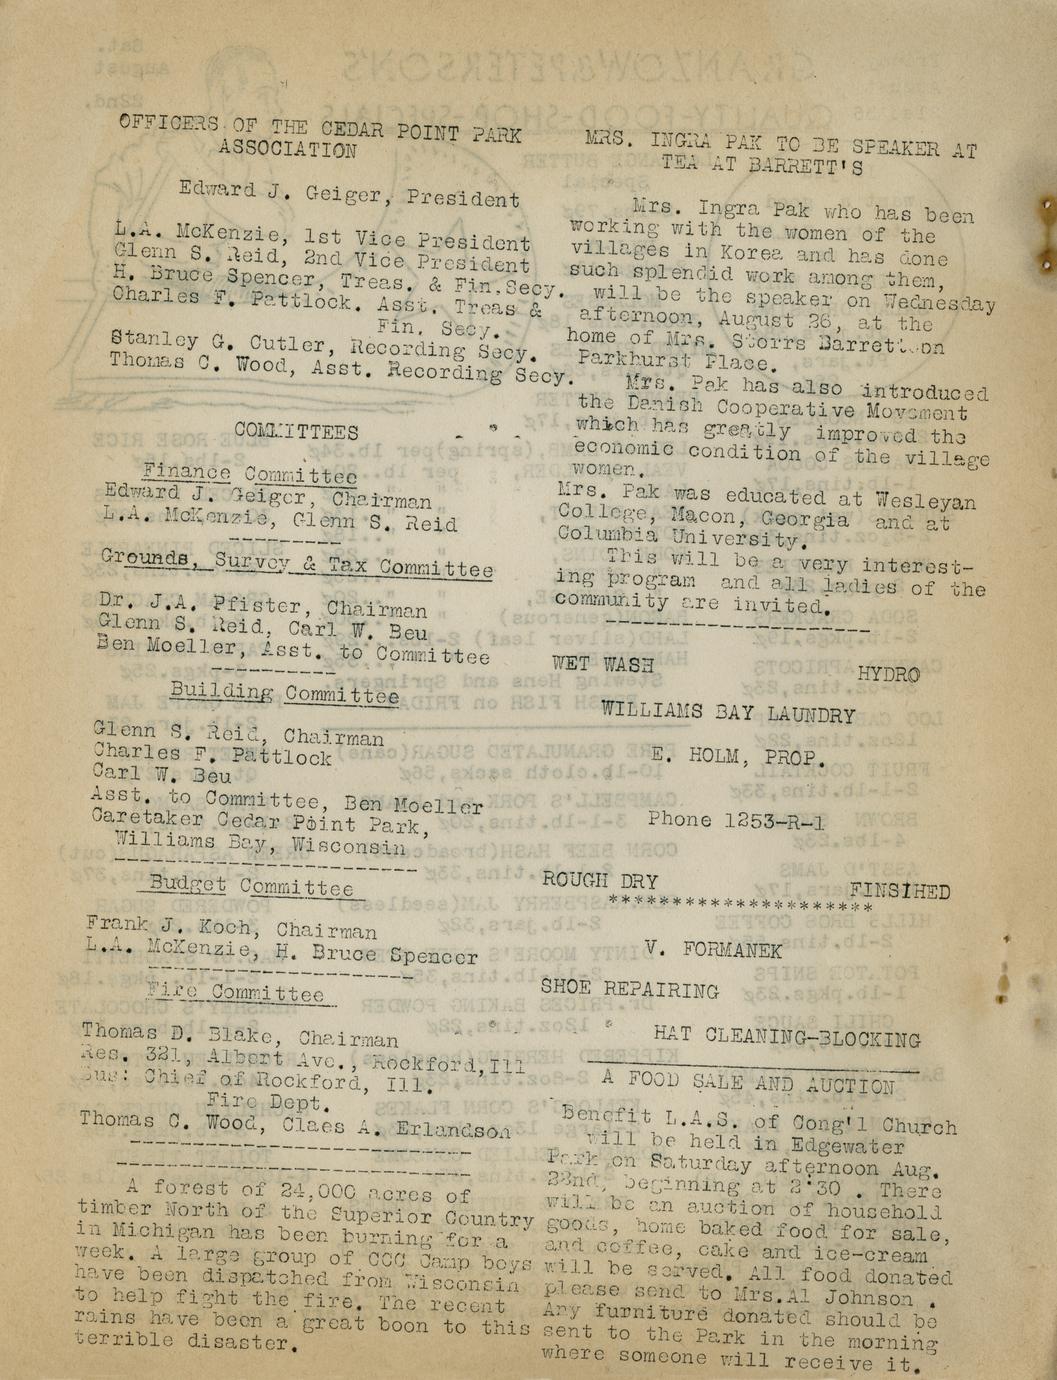 OFFICERS OF THE CEDAR POINT PARK
ASSOCIATION
Edward J. Geiger, President
L.A. McKenzie, 1st Vice President
Glenn S. Reid, 2nd Vice President
H. Bruce Spencer, Treas. & Fin.Secy.
Charles F. Pattlock. Asst. Treas &
Fin. Secy.
Stanley G. Cutler, Recording Secy.
Thomas C. Wood, Asst. Recording Secy.
COMMITTEES
Finance Committee
Edward J. Geiger, Chairman
L.A. McKenzie, Glenn S. Reid
----------
Grounds, Survey & Tax Committee
Dr. J.A. Pfister, Chairman
Glenn S. Reid, Carl W. Beu
Ben Moeller, Asst. to Committee
-----------
Building Committee
Glenn S. Reid, Chairman
Charles F. Pattlock
Carl W. Beu
Asst. to Committee, Ben Moeller
Caretaker Cedar Point Park,
Williams Bay, Wisconsin
---------------------------
Budget Committee
Frank J. Koch, Chairman
L.A. McKenzie, H. Bruce Spencer
------------------------
Fire Committee
Thomas D. Blake, Chairman
Res. 321, Albert Ave., Rockford,Ill
Bus: Chief of Rockford, Ill.
Fire Dept.
Thomas C. Wood, Claes A. Erlandson
------------------------------
------------------------------
A forest of 24,000 acres of
timber North of the Superior Country
in Michigan has been burning for a
week. A large group of CCC Camp boys
have been dispatched from Wisconsin
to help fight the fire. The recent
rains have been a great boon to this
terrible disaster.
MRS. INGRA PAK TO BE SPEAKER AT
TEA AT BARRETT'S
Mrs. Ingra Pak who has been
working with the women of the
villages in Korea and has done
such splendid work among them,
will be the speaker on Wednesday
afternoon, August 26, at the
home of Mrs. Storrs Barrett on
Parkhurst Place.
Mrs. Pak has also introduced
the Danish Cooperative Movement
which has greatly improved the
economic condition of the village
women.
Mrs. Pak was educated at Wesleyan
College, Macon, Georgia and at
Columbia University.
This will be a very interest-
ing program and all ladies of the
community are invited.
-----------------------
WET WASH HYDRO
WILLIAMS BAY LAUNDRY
E. HOLM, PROP.
Phone 1253-R-1
ROUGH DRY FINSIHED
*********************
V. FORMANEK
SHOE REPAIRING
HAT CLEANING-BLOCKING
A FOOD SALE AND AUCTION
Benefit L.A.S. of Cong'l Church
will be held in Edgewater
Park on Saturday afternoon Aug.
22nd, beginning at 2:30 . There
will be an auction of household
goods, home baked food for sale,
and coffee, cake and ice-cream
will be served. All food donated
please send to Mrs.Al Johnson .
Any furniture donated should be
sent to the Park in the morning
where someone will receive it.